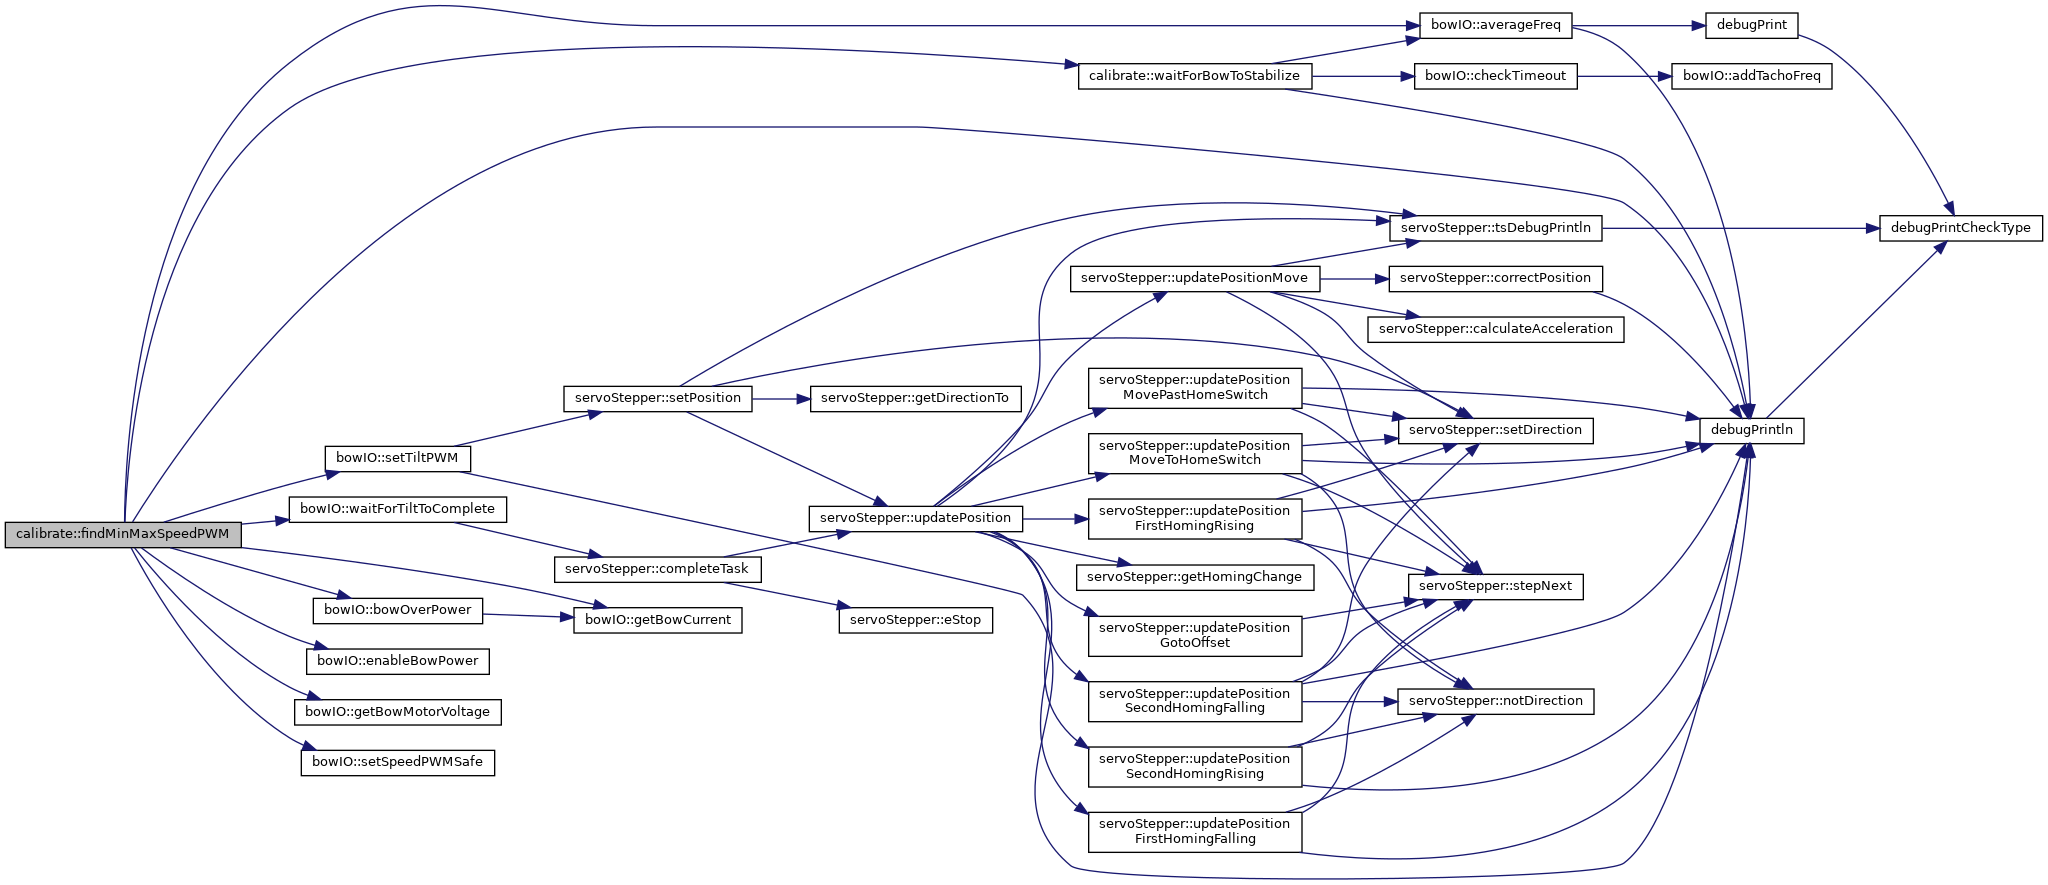 bowIO::averageFreq
debugPrint
calibrate::waitForBowToStabilize
bowIO::checkTimeout
bowIO::addTachoFreq
servoStepper::tsDebugPrintln
debugPrintCheckType
servoStepper::updatePositionMove
servoStepper::correctPosition
servoStepper::calculateAcceleration
servoStepper::updatePosition
MovePastHomeSwitch
servoStepper::setPosition
servoStepper::getDirectionTo
servoStepper::setDirection
debugPrintln
bowIO::setTiltPWM
servoStepper::updatePosition
MoveToHomeSwitch
bowIO::waitForTiltToComplete
servoStepper::updatePosition
servoStepper::updatePosition
FirstHomingRising
calibrate::findMinMaxSpeedPWM
servoStepper::completeTask
servoStepper::getHomingChange
servoStepper::stepNext
bowIO::bowOverPower
bowIO::getBowCurrent
servoStepper::eStop
servoStepper::updatePosition
GotoOffset
bowIO::enableBowPower
servoStepper::updatePosition
SecondHomingFalling
servoStepper::notDirection
bowIO::getBowMotorVoltage
bowIO::setSpeedPWMSafe
servoStepper::updatePosition
SecondHomingRising
servoStepper::updatePosition
FirstHomingFalling